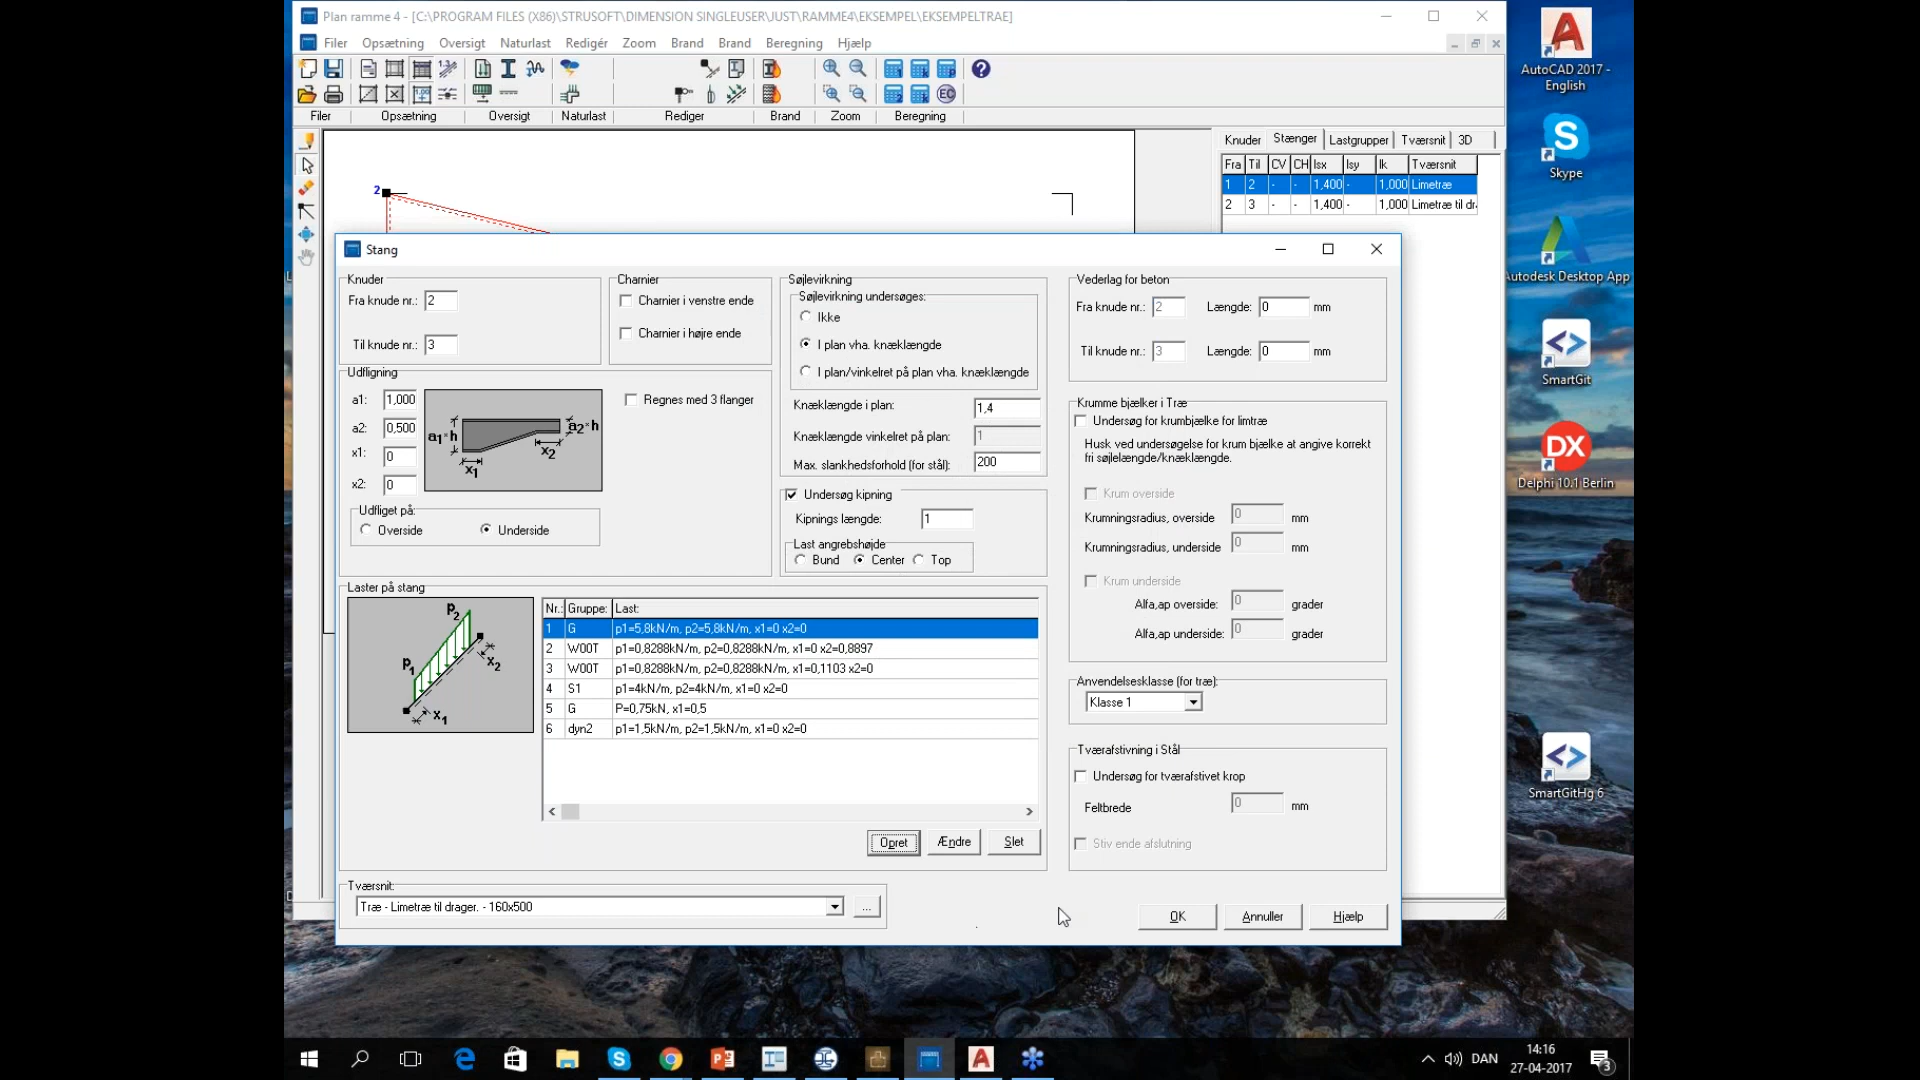 Plan ramme 4 - [C:\PROGRAM FILES (X86)\STRUSOFT\DIMENSION SINGLEUSER\JUST\RAMME4\EKSEMPEL\EKSEMPELTRAE]
Filer Opsætning Oversigt Naturlast Redigér Zoom Brand Brand Beregning Hjælp
Filer Opsætning Oversigt Naturlast Rediger Brand Zoom Beregning
Knuder Stænger Lastgrupper Tværsnit 3D
Fra Til CV CH lsx lsy lk Tværsnit
1 2 - - 1,400 - 1,000 Limetræ
2 3 - - 1,400 - 1,000 Limetræ til dr
2
Stang
Knuder
Fra knude nr.: 2
Til knude nr.: 3
Charnier
Charnier i venstre ende
Charnier i højre ende
Udfligning
a1: 1,000
a2: 0,500
x1: 0
x2: 0
a1*h a2*h x1 x2
Regnes med 3 flanger
Udfliget på:
Overside Underside
Søjlevirkning
Søjlevirkning undersøges:
Ikke
I plan vha. knæklængde
I plan/vinkelret på plan vha. knæklængde
Knæklængde i plan: 1,4
Knæklængde vinkelret på plan: 1
Max. slankhedsforhold (for stål): 200
Undersøg kipning
Kipnings længde: 1
Last angrebshøjde
Bund Center Top
Vederlag for beton
Fra knude nr.: 2 Længde: 0 mm
Til knude nr.: 3 Længde: 0 mm
Krumme bjælker i Træ
Undersøg for krumbjælke for limtræ
Husk ved undersøgelse for krum bjælke at angive korrekt
fri søjlelængde/knæklængde.
Krum overside
Krumningsradius, overside 0 mm
Krumningsradius, underside 0 mm
Krum underside
Alfa,ap overside: 0 grader
Alfa,ap underside: 0 grader
Anvendelsesklasse (for træ):
Klasse 1
Tværafstivning i Stål
Undersøg for tværafstivet krop
Feltbrede 0 mm
Stiv ende afslutning
Laster på stang
p1 p2 x1 x2
Nr.: Gruppe: Last:
1 G p1=5,8kN/m, p2=5,8kN/m, x1=0 x2=0
2 W00T p1=0,8288kN/m, p2=0,8288kN/m, x1=0 x2=0,8897
3 W00T p1=0,8288kN/m, p2=0,8288kN/m, x1=0,1103 x2=0
4 S1 p1=4kN/m, p2=4kN/m, x1=0 x2=0
5 G P=0,75kN, x1=0,5
6 dyn2 p1=1,5kN/m, p2=1,5kN/m, x1=0 x2=0
Opret Ændre Slet
Tværsnit:
Træ - Limetræ til drager. - 160x500
...
OK Annuller Hjælp
AutoCAD 2017 -
English
Skype
Autodesk Desktop App
SmartGit
DX
Delphi 10.1 Berlin
SmartGitHg 6
DAN
14:16
27-04-2017
3